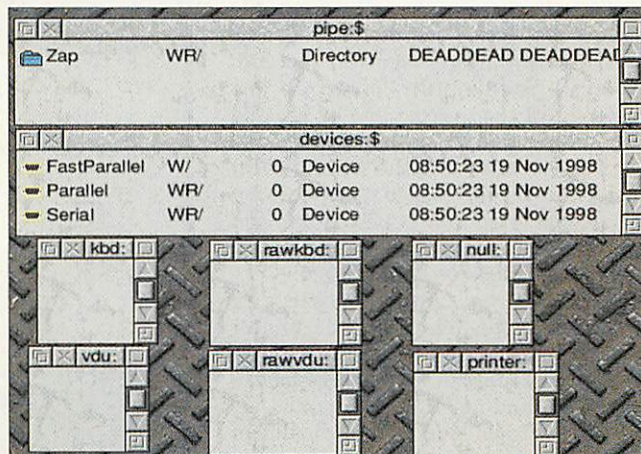 pipe:$
Zap WR/ Directory DEADDEAD DEADDEAD
devices:$
FastParallel W/ 0 Device 08:50:23 19 Nov 1998
Parallel WR/ 0 Device 08:50:23 19 Nov 1998
Serial WR/ 0 Device 08:50:23 19 Nov 1998
kbd: rawkbd: null:
vdu: rawvdu: printer: